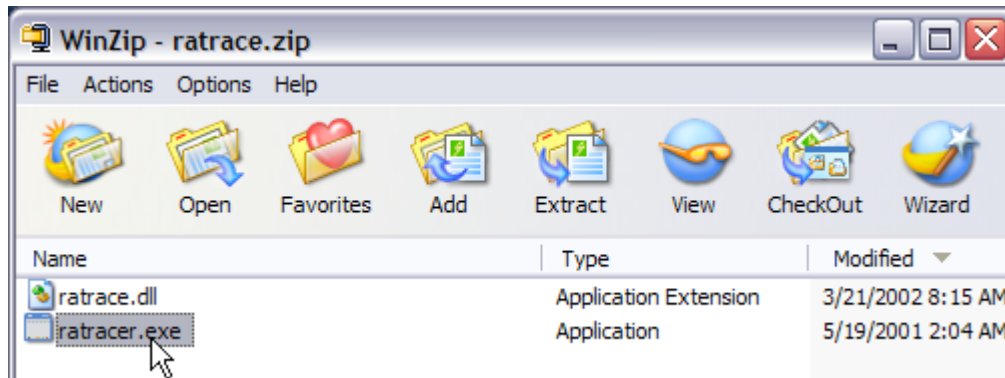 WinZip - ratrace.zip
File Actions Options Help
New Open Favorites Add Extract View CheckOut Wizard
Name Type Modified
ratrace.dll Application Extension 3/21/2002 8:15 AM
ratracer.exe Application 5/19/2001 2:04 AM